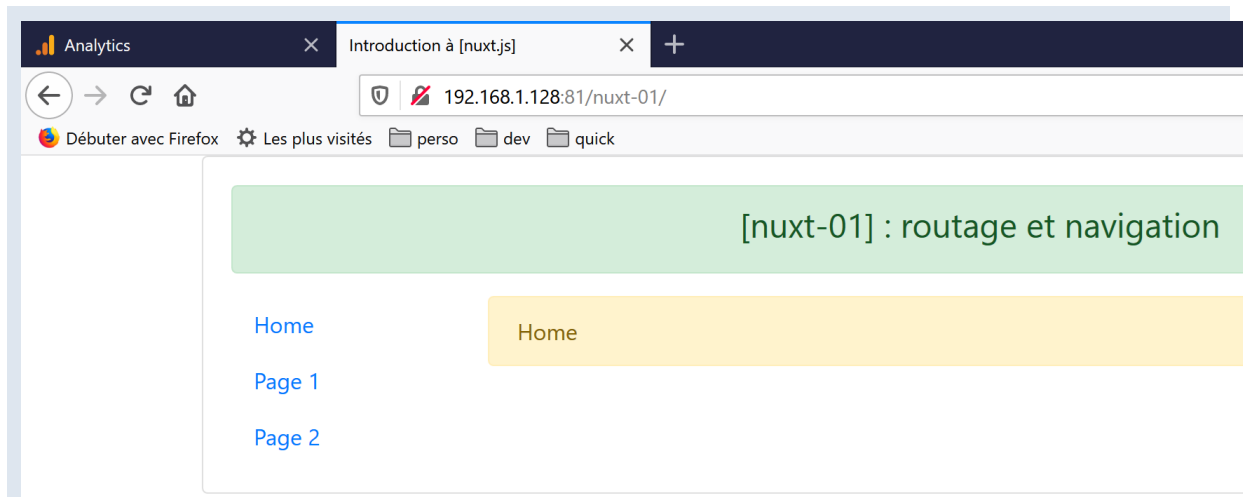 Analytics
Introduction à [nuxt.js]
192.168.1.128:81/nuxt-01/
Débuter avec Firefox Les plus visités perso dev quick
[nuxt-01] : routage et navigation
Home
Home
Page 1
Page 2